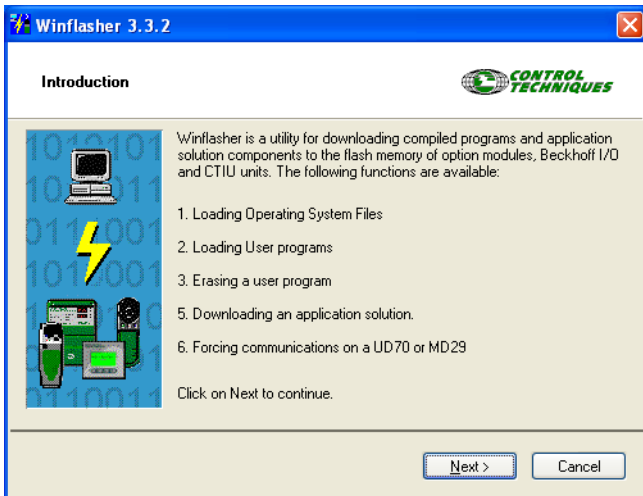 Winflasher 3.3.2
Introduction
CONTROL
TECHNIQUES
Winflasher is a utility for downloading compiled programs and application
solution components to the flash memory of option modules, Beckhoff I/O
and CTIU units. The following functions are available:
1. Loading Operating System Files
2. Loading User programs
3. Erasing a user program
5. Downloading an application solution.
6. Forcing communications on a UD70 or MD29
Click on Next to continue.
Next >
Cancel